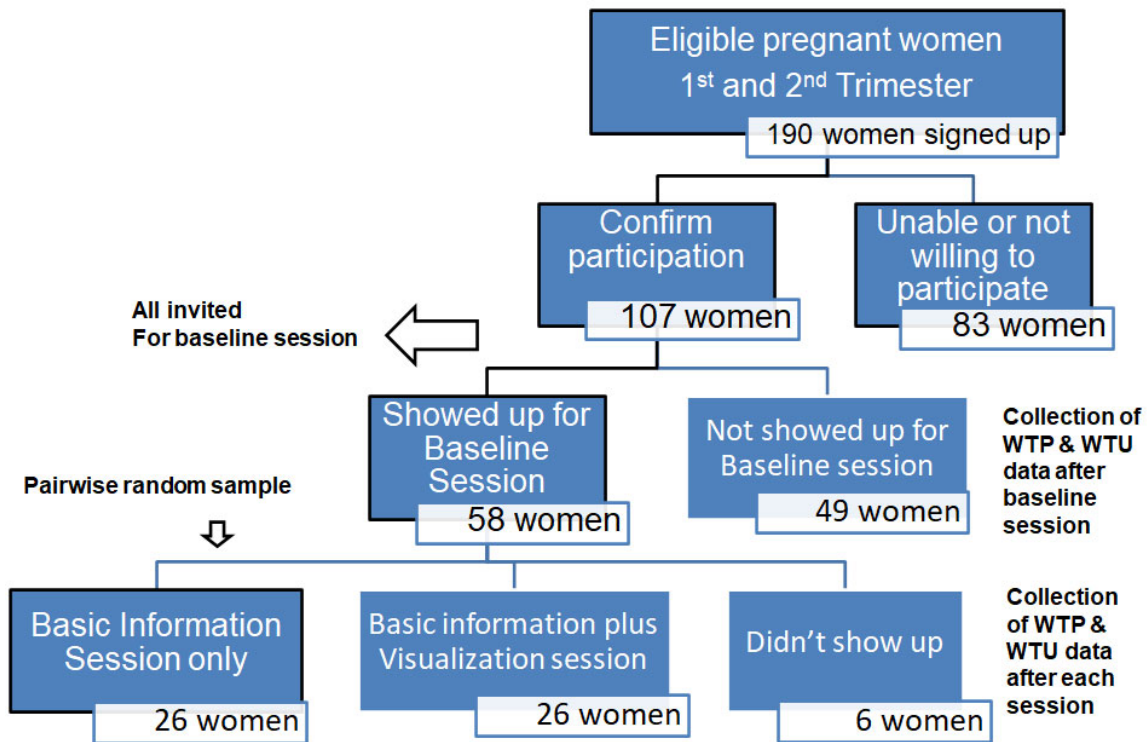 Eligible pregnant women
1st and 2nd Trimester
190 women signed up
Confirm
participation
107 women
Unable or not
willing to
participate
83 women
All invited
For baseline session
Showed up for
Baseline
Session
58 women
Not showed up for
Baseline session
49 women
Collection of
WTP & WTU
data after
baseline
session
Pairwise random sample
Basic Information
Session only
26 women
Basic information plus
Visualization session
26 women
Didn’t show up
6 women
Collection
of WTP &
WTU data
after each
session